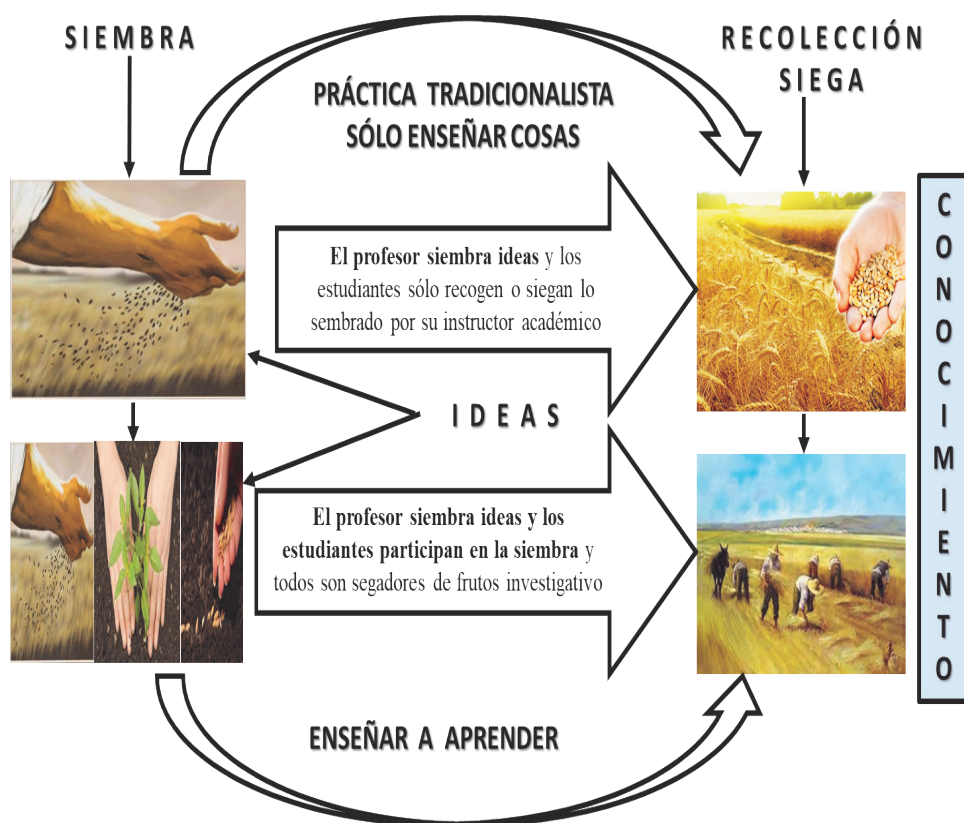 SIEMBRA
RECOLECCIÓN
SIEGA
PRÁCTICA TRADICIONALISTA
SÓLO ENSEÑAR COSAS
El profesor siembra ideas y los
estudiantes sólo recogen o siegan lo
sembrado por su instructor académico
IDEAS
El profesor siembra ideas y los
estudiantes participan en la siembra y
todos son segadores de frutos investigativo
ENSEÑAR A APRENDER
CONOCIMIENTO